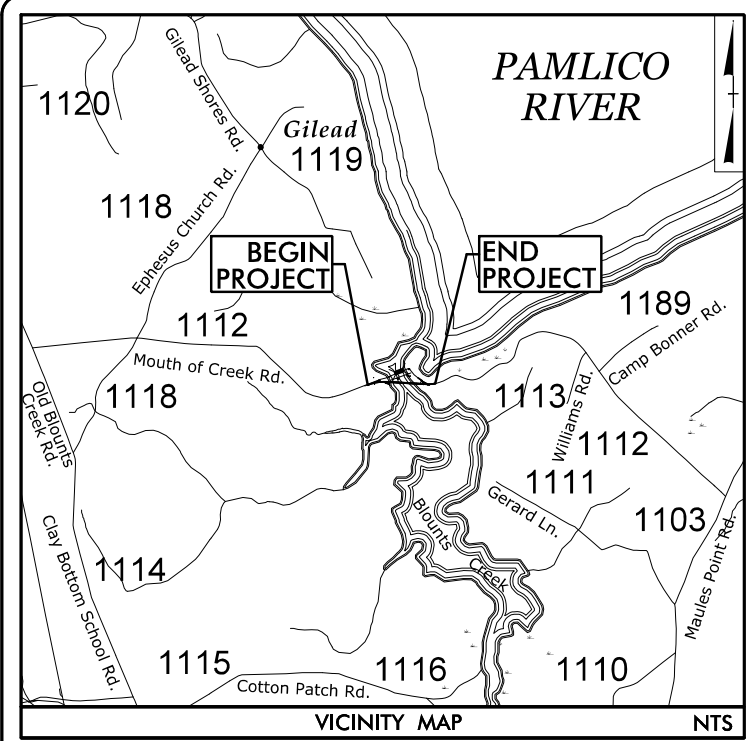 PAMLICO
RIVER
Gilead Shores Rd.
1120
Gilead
1119
Ephesus Church Rd.
1118
BEGIN
PROJECT
END
PROJECT
1189
Camp Bonner Rd.
1112
Mouth of Creek Rd.
1118
Old Blounts
Creek Rd.
1113
Williams Rd.
1112
1111
Gerard Ln.
1103
Maules Point Rd.
Blounts
Creek
Clay Bottom School Rd.
1114
1115
Cotton Patch Rd.
1116
1110
VICINITY MAP
NTS